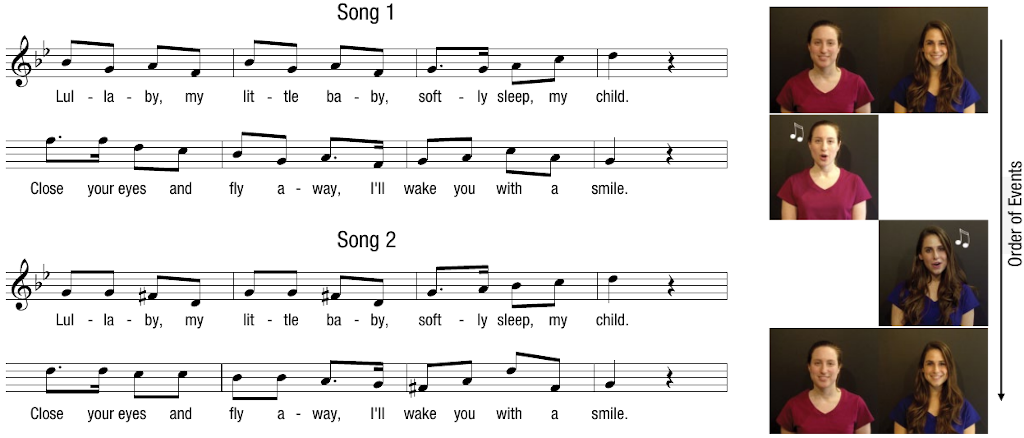 Song 1
Lul - la - by, my lit - tle ba - by, soft - ly sleep, my child.
Close your eyes and fly a - way, I'll wake you with a smile.
Song 2
Lul - la - by, my lit - tle ba - by, soft - ly sleep, my child.
Close your eyes and fly a - way, I'll wake you with a smile.
Order of Events